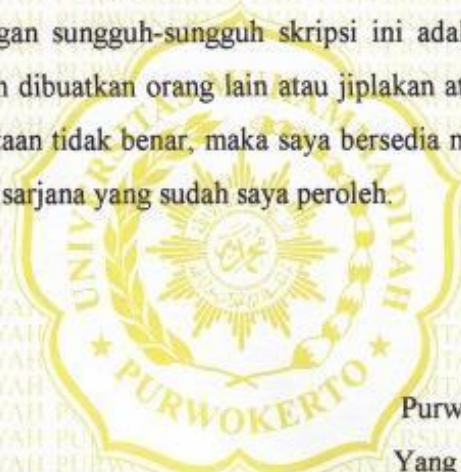 gan sungguh-sungguh skripsi ini adal
n dibuatkan orang lain atau jiplakan at
taan tidak benar, maka saya bersedia n
sarjana yang sudah saya peroleh.
UNIVERSITAS MUHAMMADIYAH
PURWOKERTO
Purw
Yang